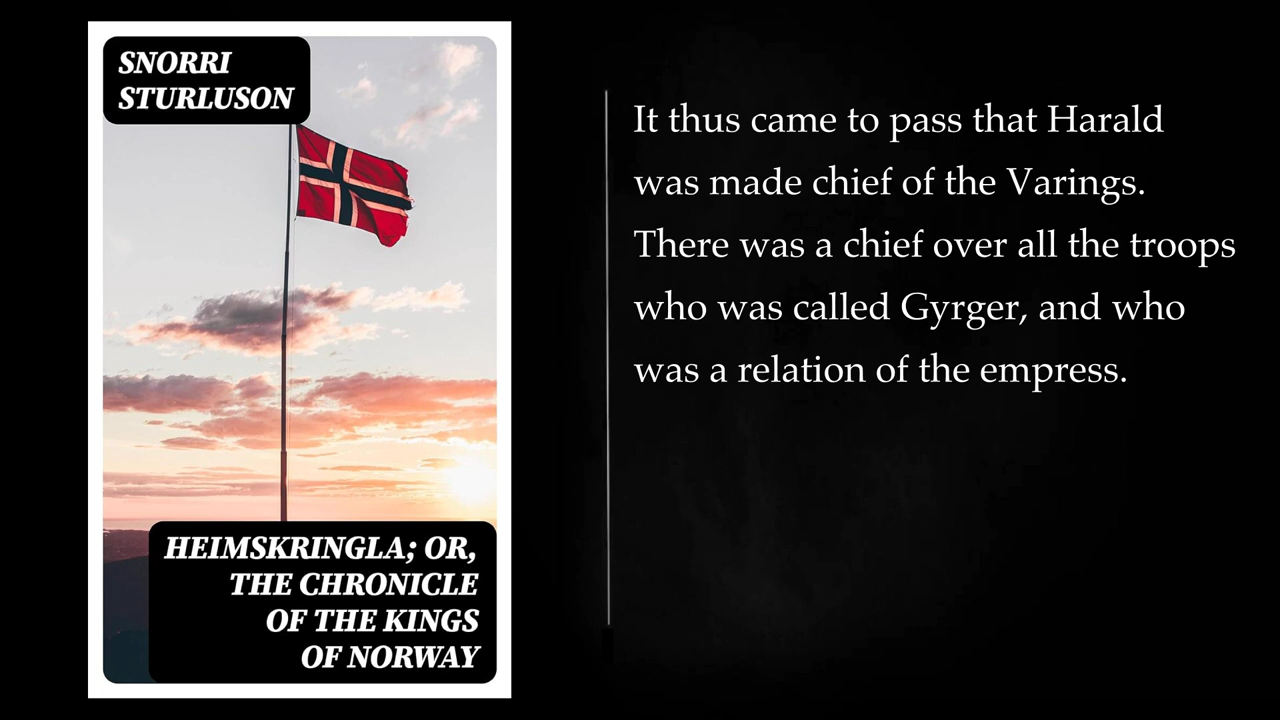 SNORRI
STURLUSON
HEIMSKRINGLA; OR,
THE CHRONICLE
OF THE KINGS
OF NORWAY
It thus came to pass that Harald
was made chief of the Varings.
There was a chief over all the troops
who was called Gyrger, and who
was a relation of the empress.